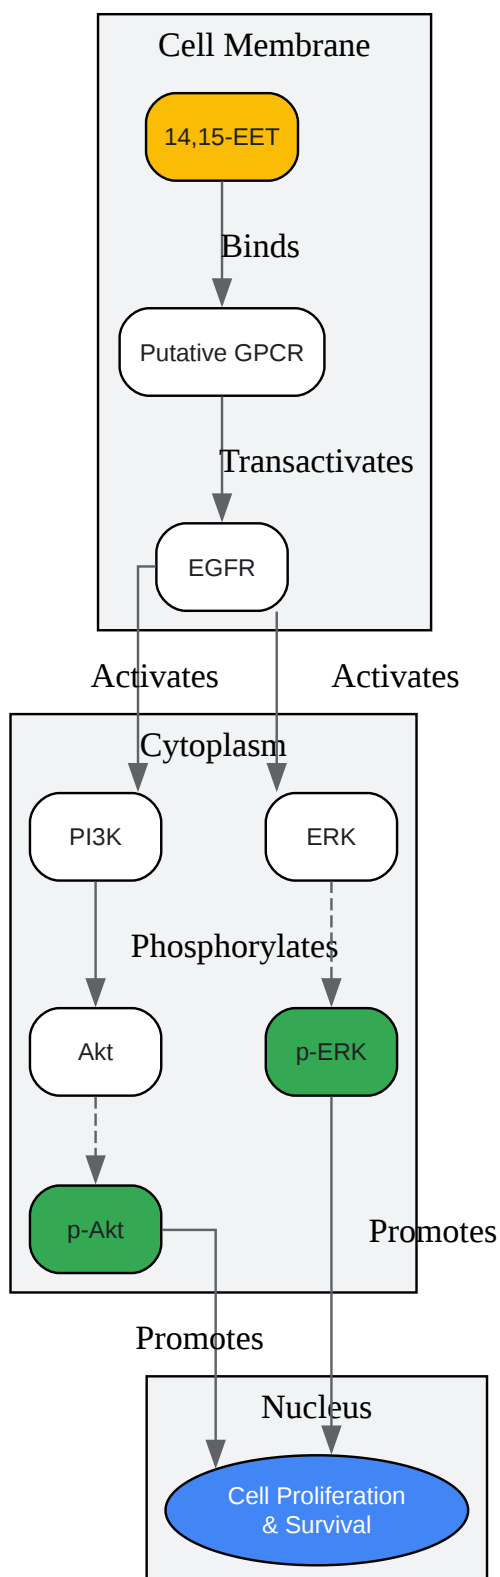 Cell Membrane
14,15-EET
Binds
Putative GPCR
Transactivates
EGFR
Activates
Activates
Cytoplasm
PI3K
ERK
Phosphorylates
Akt
p-ERK
p-Akt
Promotes
Promotes
Nucleus
Cell Proliferation
& Survival